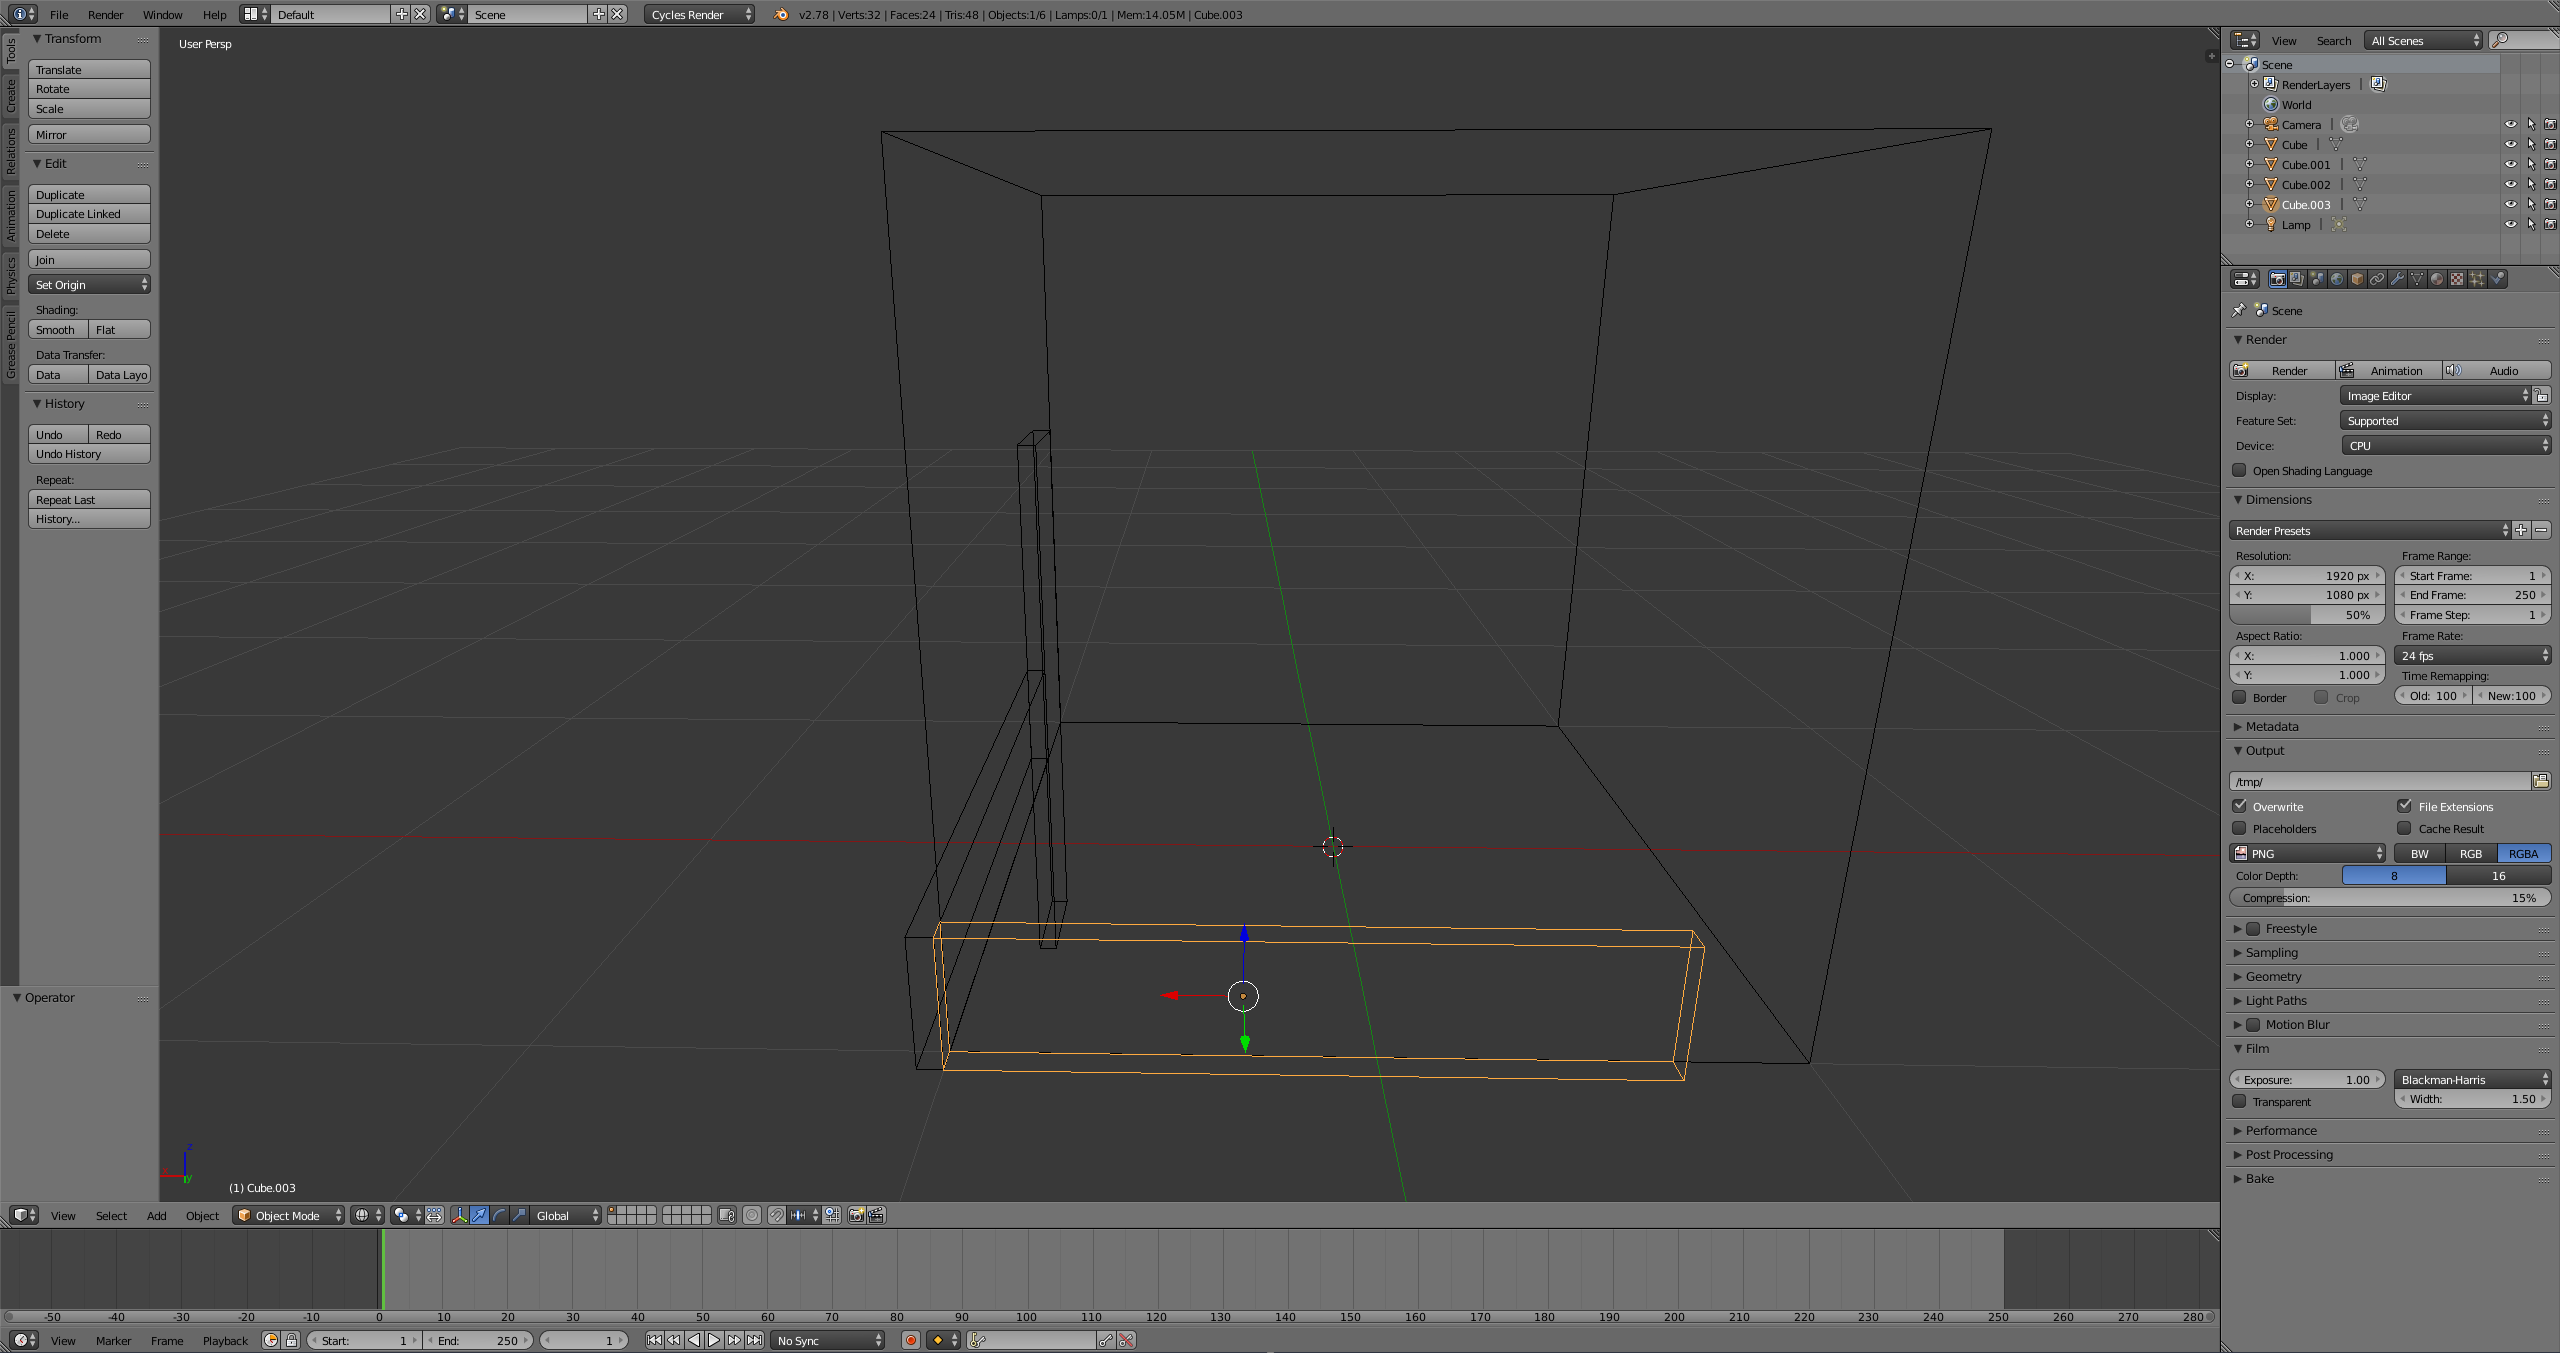 File Render Window Help Default Scene Cycles Render v2.78 | Verts:32 | Faces:24 | Tris:48 | Objects:1/6 | Lamps:0/1 | Mem:14.05M | Cube.003
Tools
Create
Relations
Animation
Physics
Grease Pencil
Transform
Translate
Rotate
Scale
Mirror
Edit
Duplicate
Duplicate Linked
Delete
Join
Set Origin
Shading:
Smooth Flat
Data Transfer:
Data Data Layo
History
Undo Redo
Undo History
Repeat:
Repeat Last
History...
Operator
User Persp
z
y
(1) Cube.003
View Select Add Object Object Mode Global
-50 -40 -30 -20 -10 0 10 20 30 40 50 60 70 80 90 100 110 120 130 140 150 160 170 180 190 200 210 220 230 240 250 260 270 280
View Marker Frame Playback Start: 1 End: 250 1 No Sync
View Search All Scenes
Scene
RenderLayers
World
Camera
Cube
Cube.001
Cube.002
Cube.003
Lamp
Scene
Render
Render Animation Audio
Display: Image Editor
Feature Set: Supported
Device: CPU
Open Shading Language
Dimensions
Render Presets
Resolution: Frame Range:
X: 1920 px Start Frame: 1
Y: 1080 px End Frame: 250
50% Frame Step: 1
Aspect Ratio: Frame Rate:
X: 1.000 24 fps
Y: 1.000 Time Remapping:
Border Crop Old: 100 New:100
Metadata
Output
/tmp/
Overwrite File Extensions
Placeholders Cache Result
PNG BW RGB RGBA
Color Depth: 8 16
Compression: 15%
Freestyle
Sampling
Geometry
Light Paths
Motion Blur
Film
Exposure: 1.00 Blackman-Harris
Transparent Width: 1.50
Performance
Post Processing
Bake